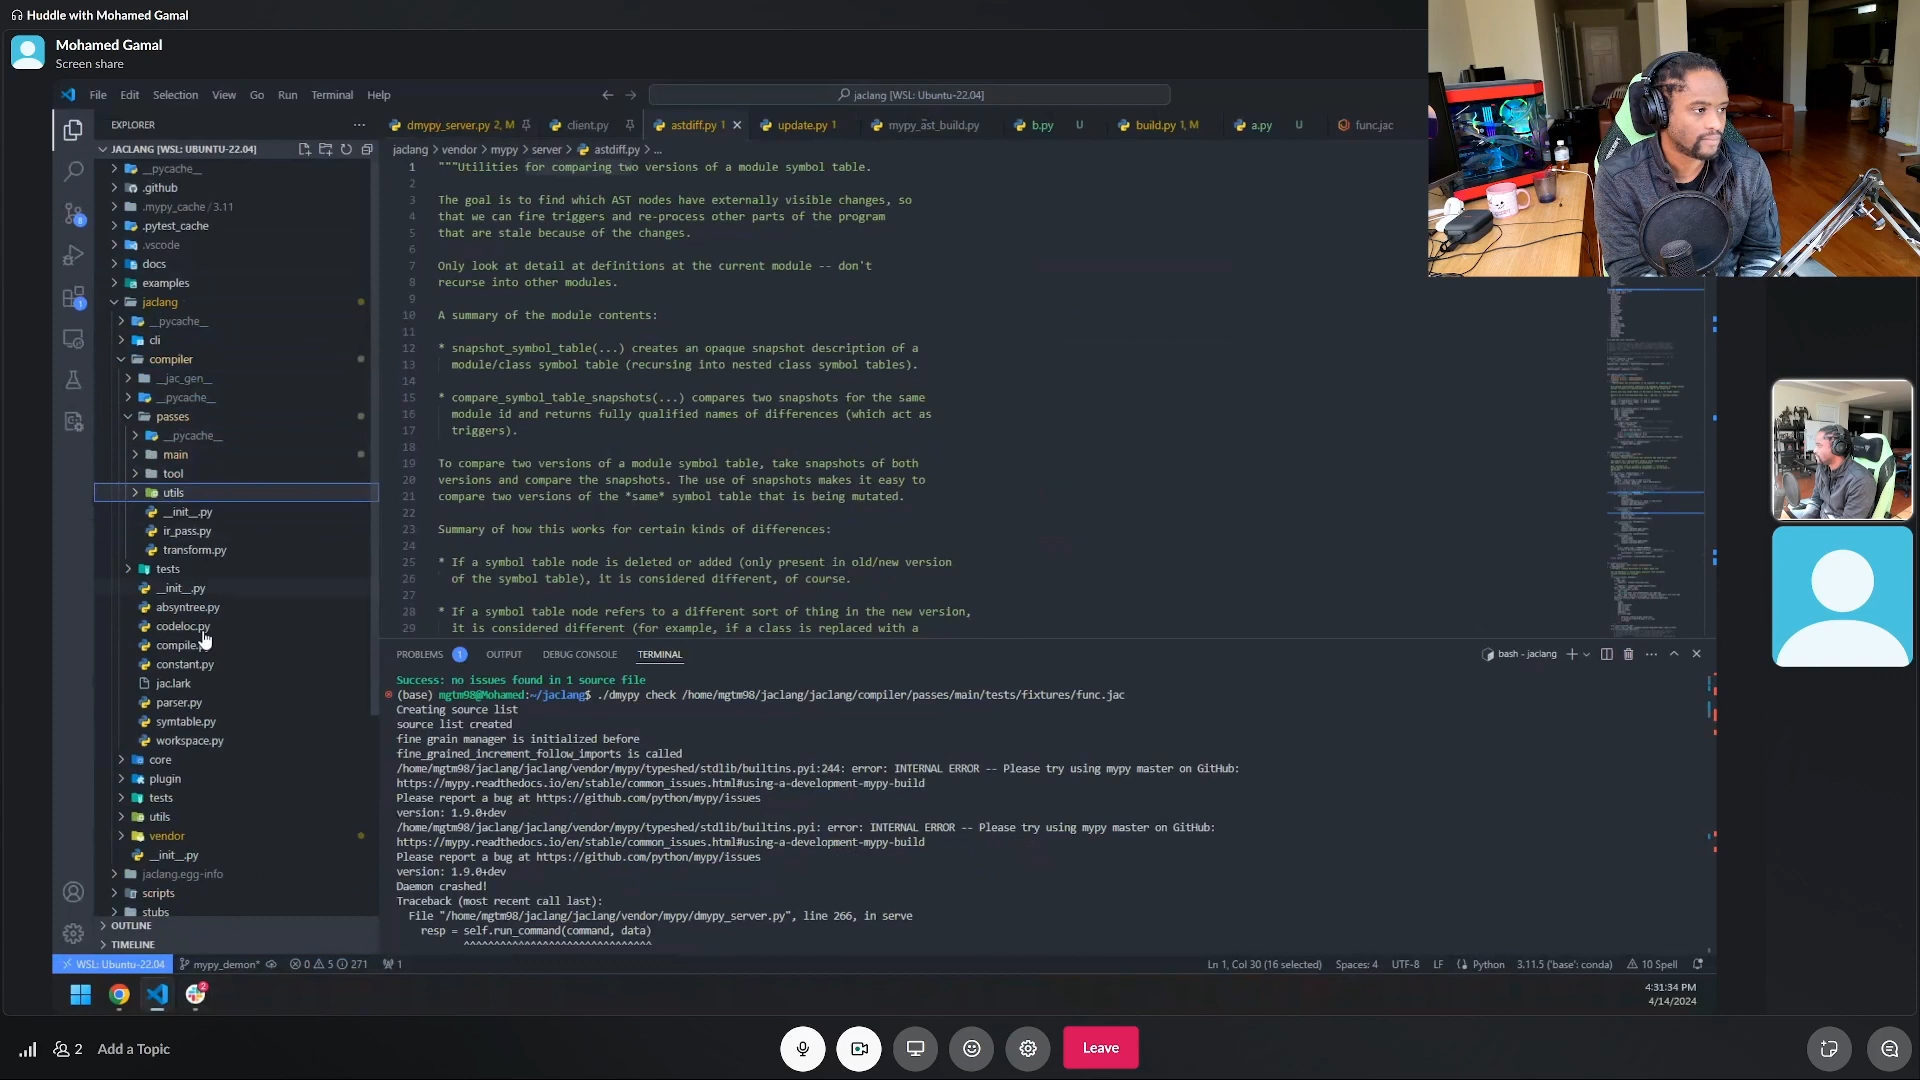 Huddle with Mohamed Gamal
Mohamed Gamal
Screen share
File Edit Selection View Go Run Terminal Help
jaclang [WSL: Ubuntu-22.04]
EXPLORER
JACLANG [WSL: UBUNTU-22.04]
__pycache__
.github
.mypy_cache / 3.11
.pytest_cache
.vscode
docs
examples
jaclang
__pycache__
cli
compiler
__jac_gen__
__pycache__
passes
__pycache__
main
tool
utils
__init__.py
ir_pass.py
transform.py
tests
__init__.py
absyntree.py
codeloc.py
compile.
constant.py
jac.lark
parser.py
symtable.py
workspace.py
core
plugin
tests
utils
vendor
__init__.py
jaclang.egg-info
scripts
stubs
OUTLINE
TIMELINE
dmypy_server.py 2, M
client.py
astdiff.py 1
update.py 1
mypy_ast_build.py
b.py U
build.py 1, M
a.py U
func.jac
jaclang > vendor > mypy > server > astdiff.py > ...
1 """Utilities for comparing two versions of a module symbol table.
2
3 The goal is to find which AST nodes have externally visible changes, so
4 that we can fire triggers and re-process other parts of the program
5 that are stale because of the changes.
6
7 Only look at detail at definitions at the current module -- don't
8 recurse into other modules.
9
10 A summary of the module contents:
11
12 * snapshot_symbol_table(...) creates an opaque snapshot description of a
13 module/class symbol table (recursing into nested class symbol tables).
14
15 * compare_symbol_table_snapshots(...) compares two snapshots for the same
16 module id and returns fully qualified names of differences (which act as
17 triggers).
18
19 To compare two versions of a module symbol table, take snapshots of both
20 versions and compare the snapshots. The use of snapshots makes it easy to
21 compare two versions of the *same* symbol table that is being mutated.
22
23 Summary of how this works for certain kinds of differences:
24
25 * If a symbol table node is deleted or added (only present in old/new version
26 of the symbol table), it is considered different, of course.
27
28 * If a symbol table node refers to a different sort of thing in the new version,
29 it is considered different (for example, if a class is replaced with a
PROBLEMS 1 OUTPUT DEBUG CONSOLE TERMINAL
bash - jaclang
Success: no issues found in 1 source file
(base) mgtm98@Mohamed:~/jaclang$ ./dmypy check /home/mgtm98/jaclang/jaclang/compiler/passes/main/tests/fixtures/func.jac
Creating source list
source list created
fine grain manager is initialized before
fine_grained_increment_follow_imports is called
/home/mgtm98/jaclang/jaclang/vendor/mypy/typeshed/stdlib/builtins.pyi:244: error: INTERNAL ERROR -- Please try using mypy master on GitHub:
https://mypy.readthedocs.io/en/stable/common_issues.html#using-a-development-mypy-build
Please report a bug at https://github.com/python/mypy/issues
version: 1.9.0+dev
/home/mgtm98/jaclang/jaclang/vendor/mypy/typeshed/stdlib/builtins.pyi: error: INTERNAL ERROR -- Please try using mypy master on GitHub:
https://mypy.readthedocs.io/en/stable/common_issues.html#using-a-development-mypy-build
Please report a bug at https://github.com/python/mypy/issues
version: 1.9.0+dev
Daemon crashed!
Traceback (most recent call last):
File "/home/mgtm98/jaclang/jaclang/vendor/mypy/dmypy_server.py", line 266, in serve
resp = self.run_command(command, data)
^^^^^^^^^^^^^^^^^^^^^^^^^^^^^^^
WSL: Ubuntu-22.04 mypy_demon* 0 5 271 1
Ln 1, Col 30 (16 selected) Spaces: 4 UTF-8 LF Python 3.11.5 ('base': conda) 10 Spell
4:31:34 PM
4/14/2024
2 Add a Topic
Leave